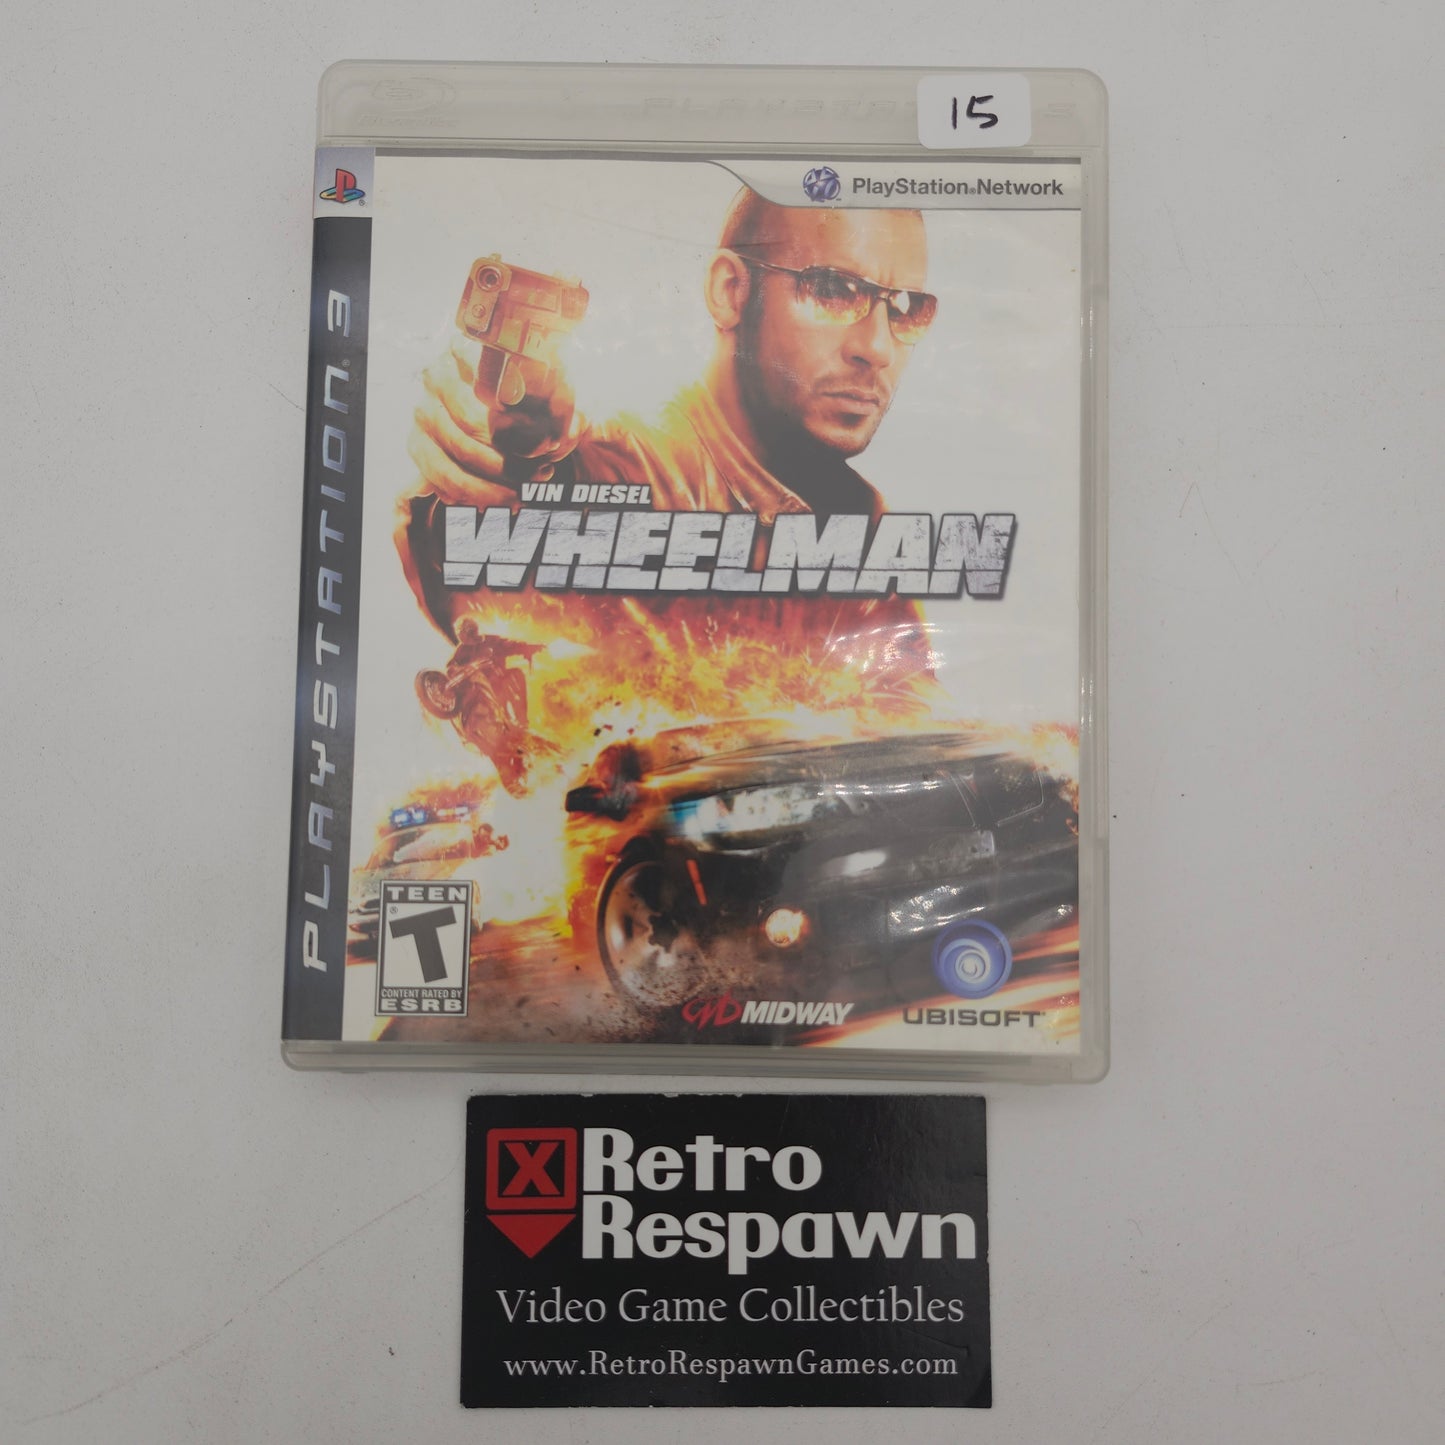 15
PlayStation®Network
PLAYSTATION®3
VIN DIESEL
WHEELMAN
TEEN
T
CONTENT RATED BY
ESRB
MIDWAY
UBISOFT
X Retro
Respawn
Video Game Collectibles
www.RetroRespawnGames.com